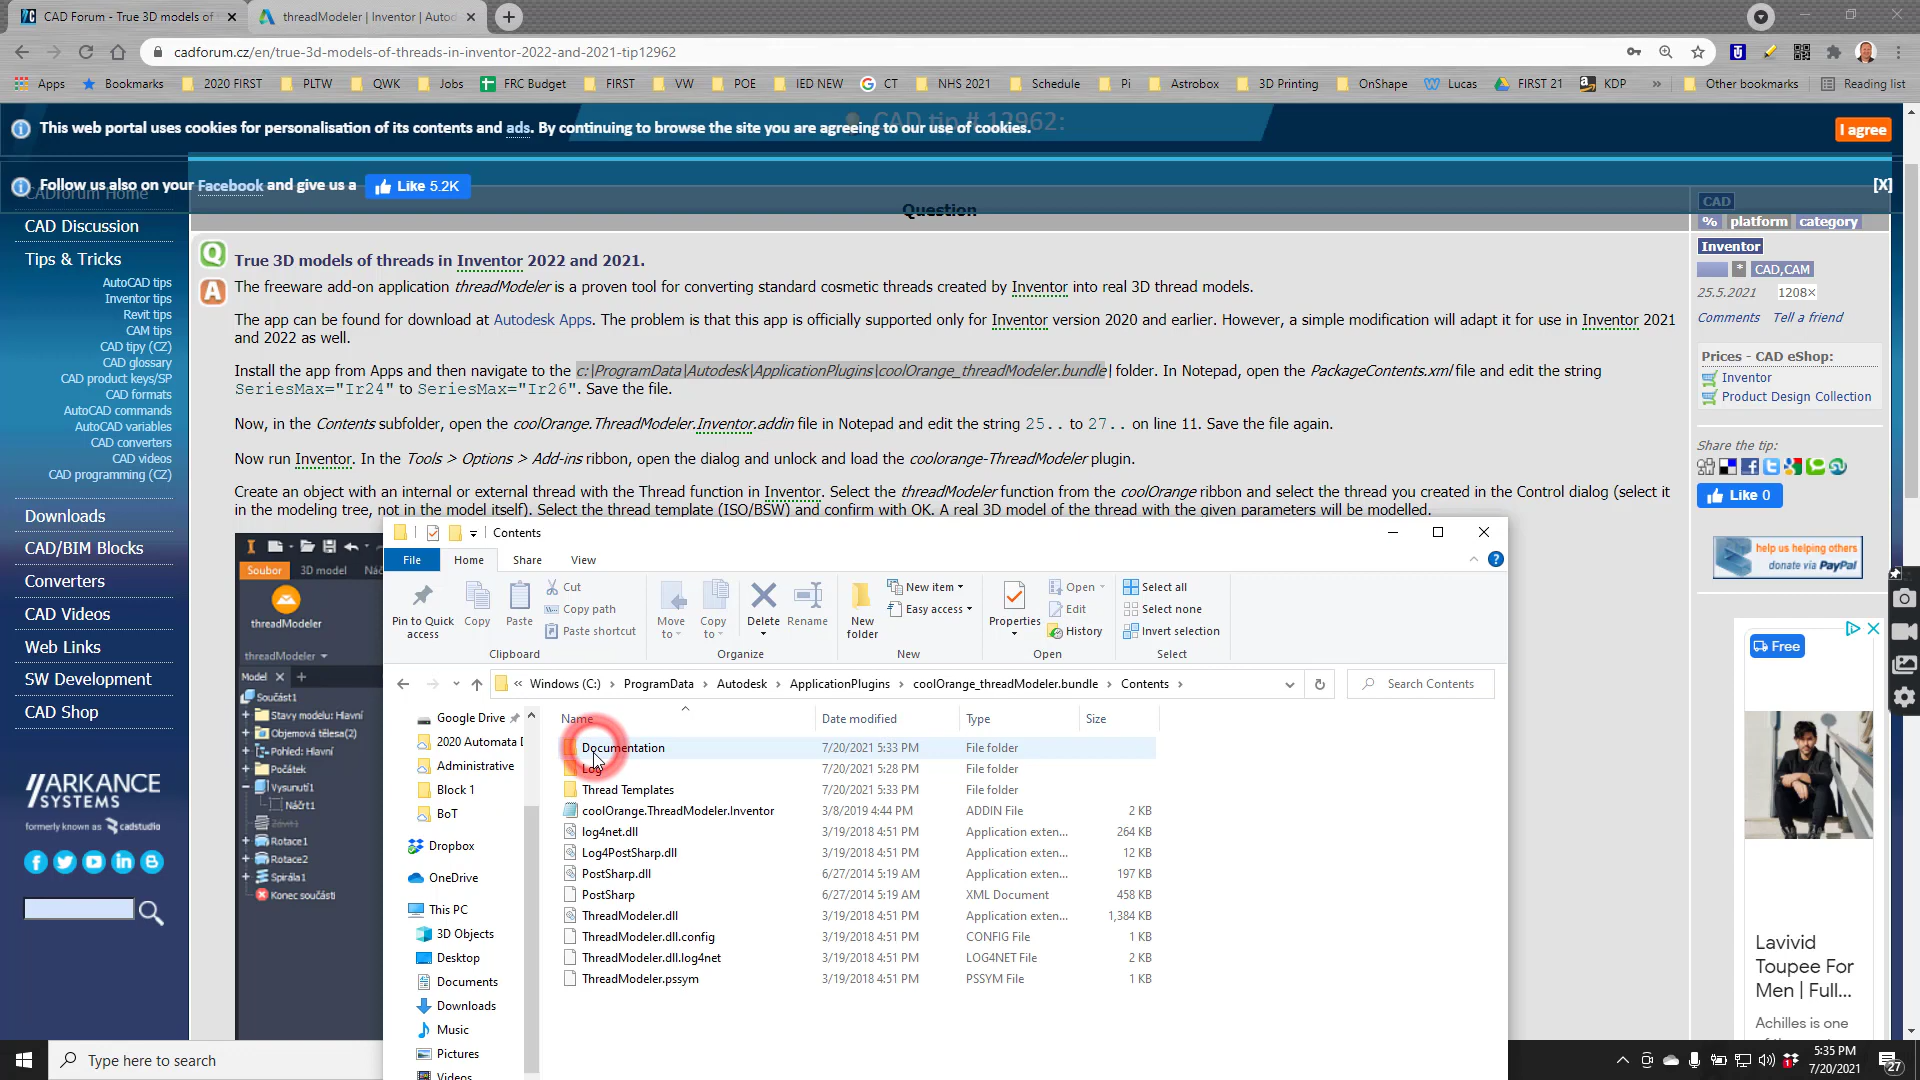 CAD Forum - True 3D models of
threadModeler | Inventor | Autod
cadforum.cz/en/true-3d-models-of-threads-in-inventor-2022-and-2021-tip12962
Apps
Bookmarks
2020 FIRST
PLTW
QWK
Jobs
FRC Budget
FIRST
VW
POE
IED NEW
CT
NHS 2021
Schedule
Pi
Astrobox
3D Printing
OnShape
Lucas
FIRST 21
KDP
»
Other bookmarks
Reading list
CAD tip # 12962:
This web portal uses cookies for personalisation of its contents and ads. By continuing to browse the site you are agreeing to our use of cookies.
I agree
Follow us also on your Facebook and give us a
Like 5.2K
[X]
CADforum Home
CAD Discussion
Tips & Tricks
AutoCAD tips
Inventor tips
Revit tips
CAM tips
CAD tipy (CZ)
CAD glossary
CAD product keys/SP
CAD formats
AutoCAD commands
AutoCAD variables
CAD converters
CAD videos
CAD programming (CZ)
Downloads
CAD/BIM Blocks
Converters
CAD Videos
Web Links
SW Development
CAD Shop
ARKANCE
SYSTEMS
formerly known as cadstudio
Question
Q
True 3D models of threads in Inventor 2022 and 2021.
A
The freeware add-on application threadModeler is a proven tool for converting standard cosmetic threads created by Inventor into real 3D thread models.
The app can be found for download at Autodesk Apps. The problem is that this app is officially supported only for Inventor version 2020 and earlier. However, a simple modification will adapt it for use in Inventor 2021
and 2022 as well.
Install the app from Apps and then navigate to the c:\ProgramData\Autodesk\ApplicationPlugins\coolOrange_threadModeler.bundle\ folder. In Notepad, open the PackageContents.xml file and edit the string
SeriesMax="Ir24" to SeriesMax="Ir26". Save the file.
Now, in the Contents subfolder, open the coolOrange.ThreadModeler.Inventor.addin file in Notepad and edit the string 25.. to 27.. on line 11. Save the file again.
Now run Inventor. In the Tools > Options > Add-ins ribbon, open the dialog and unlock and load the coolorange-ThreadModeler plugin.
Create an object with an internal or external thread with the Thread function in Inventor. Select the threadModeler function from the coolOrange ribbon and select the thread you created in the Control dialog (select it
in the modeling tree, not in the model itself). Select the thread template (ISO/BSW) and confirm with OK. A real 3D model of the thread with the given parameters will be modelled.
CAD
% platform category
Inventor
* CAD,CAM
25.5.2021 1208×
Comments Tell a friend
Prices - CAD eShop:
Inventor
Product Design Collection
Share the tip:
Like 0
help us helping others
donate via PayPal
Free
Lavivid
Toupee For
Men | Full...
Achilles is one
Soubor
3D model
Náč
threadModeler
threadModeler
Model
Součást1
Stavy modelu: Hlavní
Objemová tělesa(2)
Pohled: Hlavní
Počátek
Vysunutí1
Náčrt1
Závit1
Rotace1
Rotace2
Spirála1
Konec součásti
Contents
File
Home
Share
View
Pin to Quick
access
Copy
Paste
Cut
Copy path
Paste shortcut
Clipboard
Move
to
Copy
to
Delete
Rename
Organize
New
folder
New item
Easy access
New
Properties
Open
Edit
History
Open
Select all
Select none
Invert selection
Select
« Windows (C:) > ProgramData > Autodesk > ApplicationPlugins > coolOrange_threadModeler.bundle > Contents >
Search Contents
Google Drive
2020 Automata D
Administrative
Block 1
BoT
Dropbox
OneDrive
This PC
3D Objects
Desktop
Documents
Downloads
Music
Pictures
Videos
Name Date modified Type Size
Documentation 7/20/2021 5:33 PM File folder
Log 7/20/2021 5:28 PM File folder
Thread Templates 7/20/2021 5:33 PM File folder
coolOrange.ThreadModeler.Inventor 3/8/2019 4:44 PM ADDIN File 2 KB
log4net.dll 3/19/2018 4:51 PM Application exten... 264 KB
Log4PostSharp.dll 3/19/2018 4:51 PM Application exten... 12 KB
PostSharp.dll 6/27/2014 5:19 AM Application exten... 197 KB
PostSharp 6/27/2014 5:19 AM XML Document 458 KB
ThreadModeler.dll 3/19/2018 4:51 PM Application exten... 1,384 KB
ThreadModeler.dll.config 3/19/2018 4:51 PM CONFIG File 1 KB
ThreadModeler.dll.log4net 3/19/2018 4:51 PM LOG4NET File 2 KB
ThreadModeler.pssym 3/19/2018 4:51 PM PSSYM File 1 KB
Type here to search
5:35 PM
7/20/2021
27